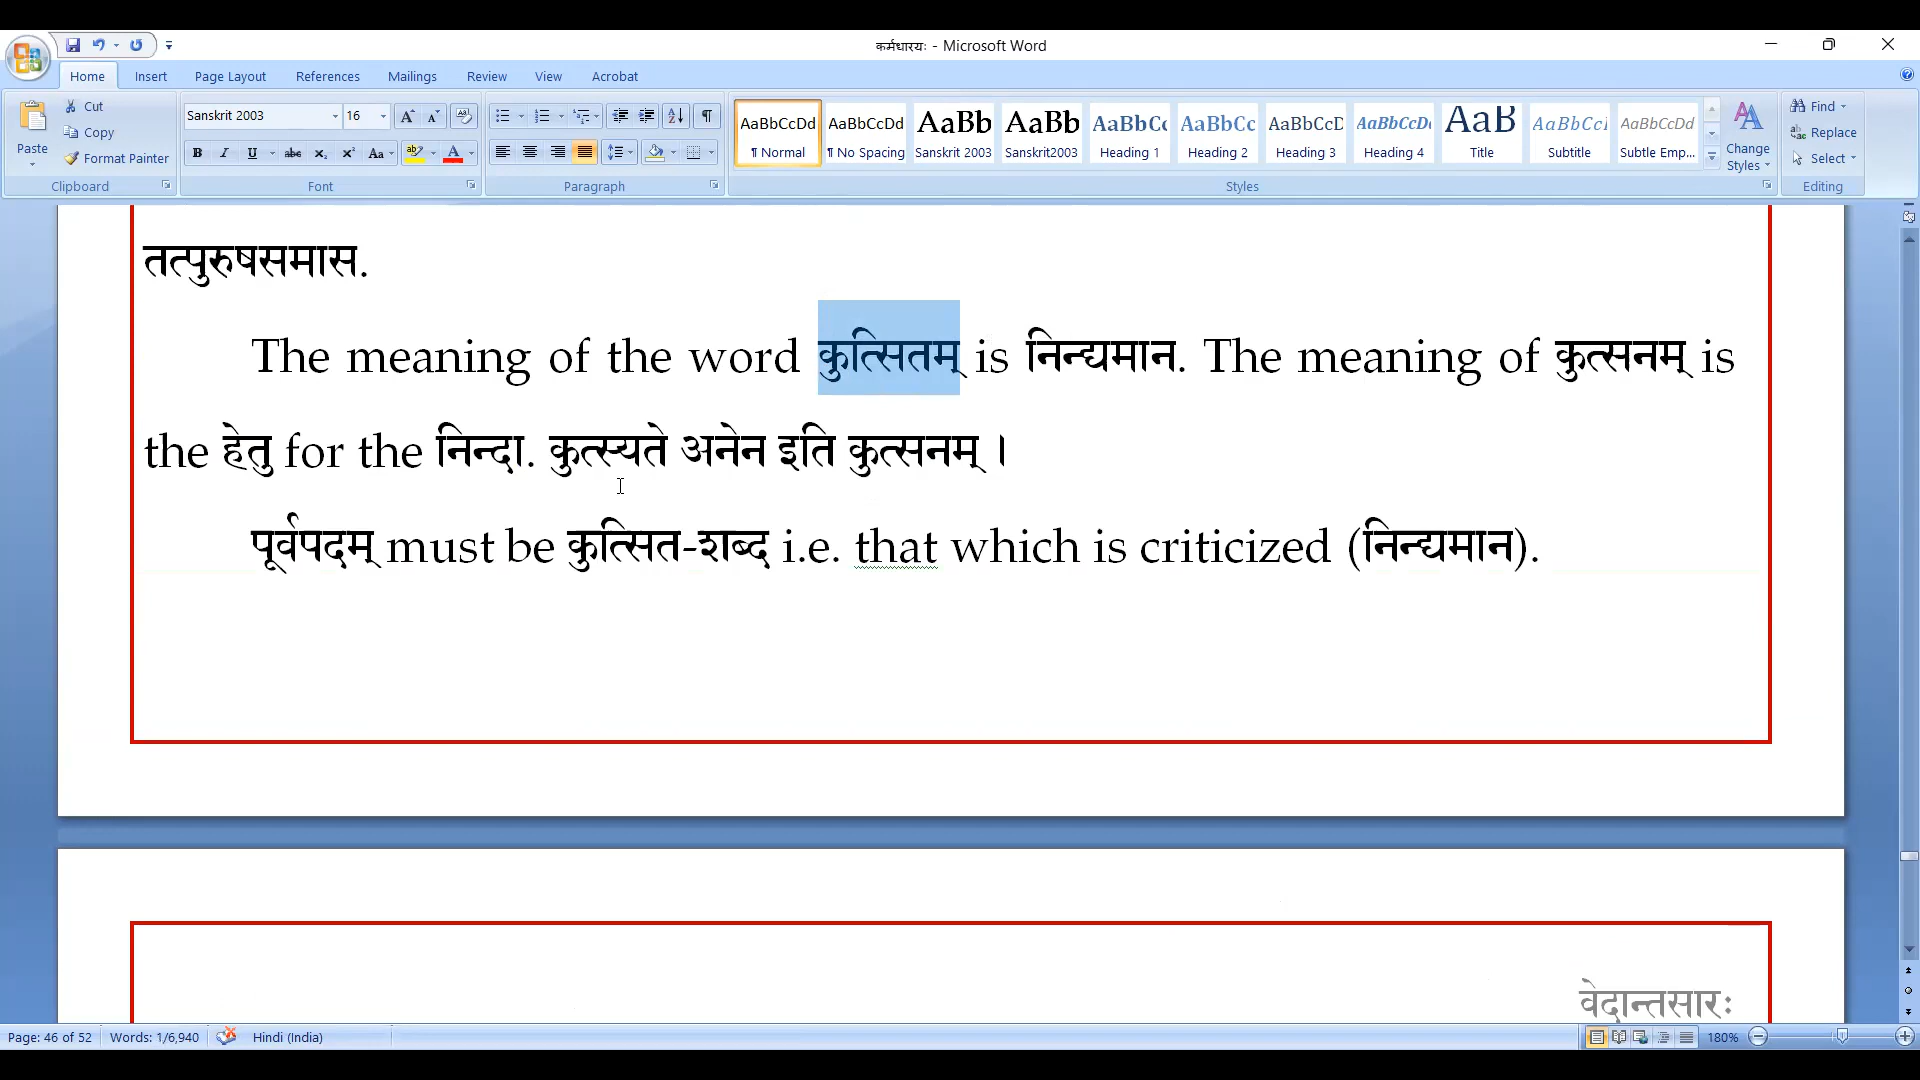 कर्मधारयः - Microsoft Word
Home Insert Page Layout References Mailings Review View Acrobat
Paste
Cut
Copy
Format Painter
Clipboard
Sanskrit 2003 16
Font
Paragraph
AaBbCcDd AaBbCcDd AaBb AaBb AaBbCc AaBbCc AaBbCcD AaBbCcDd AaB AaBbCc AaBbCcDd
¶ Normal ¶ No Spacing Sanskrit 2003 Sanskrit2003 Heading 1 Heading 2 Heading 3 Heading 4 Title Subtitle Subtle Emp...
Change Styles
Styles
Find
Replace
Select
Editing
तत्पुरुषसमास.
The meaning of the word कुत्सितम् is निन्द्यमान. The meaning of कुत्सनम् is
the हेतु for the निन्दा. कुत्स्यते अनेन इति कुत्सनम् ।
पूर्वपदम् must be कुत्सित-शब्द i.e. that which is criticized (निन्द्यमान).
वेदान्तसारः
Page: 46 of 52 Words: 1/6,940 Hindi (India) 180%